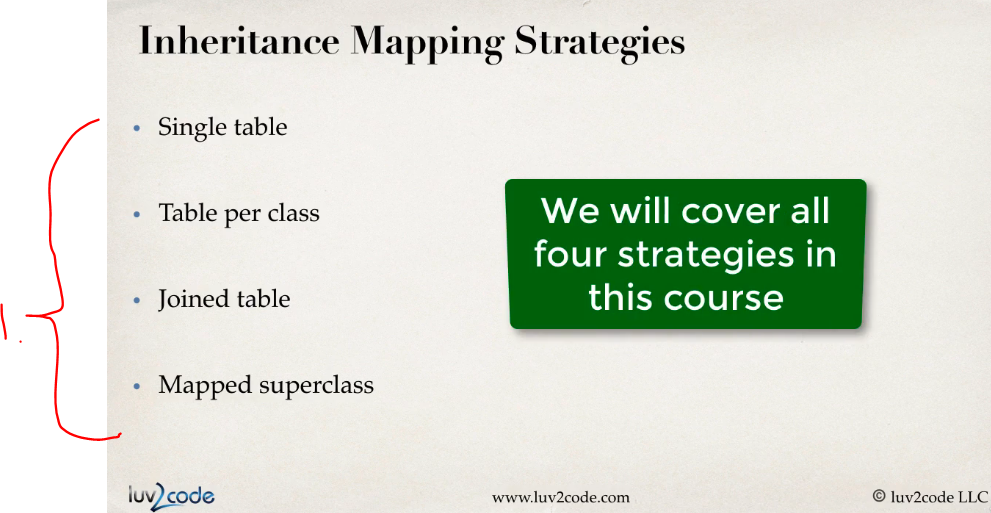 Inheritance Mapping Strategies
• Single table
• Table per class
• Joined table
• Mapped superclass
We will cover all
four strategies in
this course
1.
luv2code
www.luv2code.com
© luv2code LLC